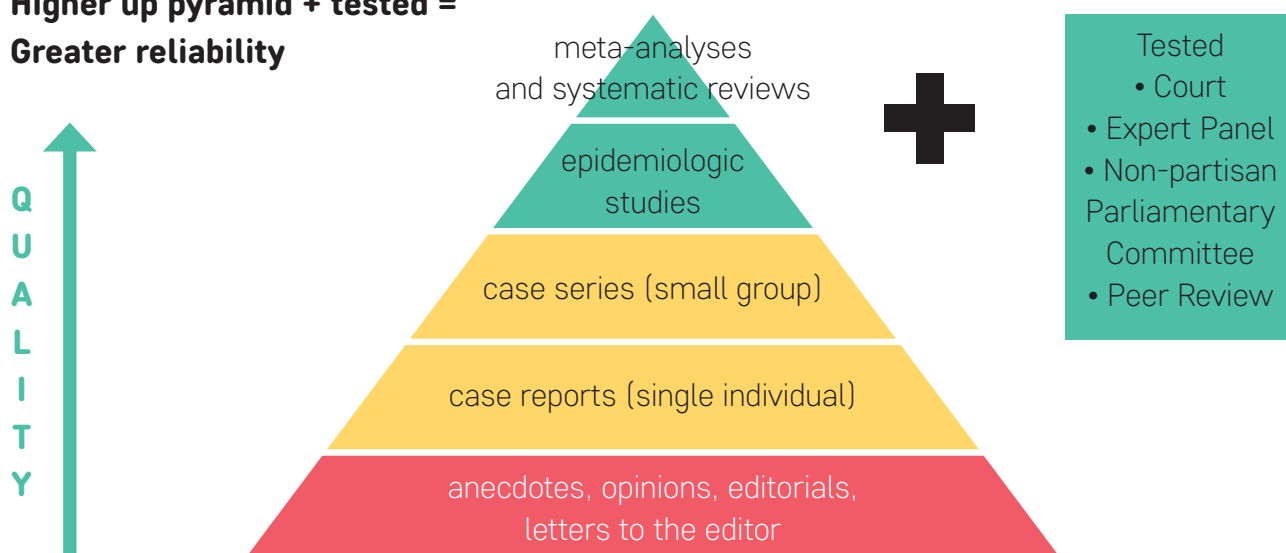 Higher up pyramid + tested =
Greater reliability
QUALITY
meta-analyses
and systematic reviews
epidemiologic
studies
case series (small group)
case reports (single individual)
anecdotes, opinions, editorials,
letters to the editor
Tested
• Court
• Expert Panel
• Non-partisan
Parliamentary
Committee
• Peer Review